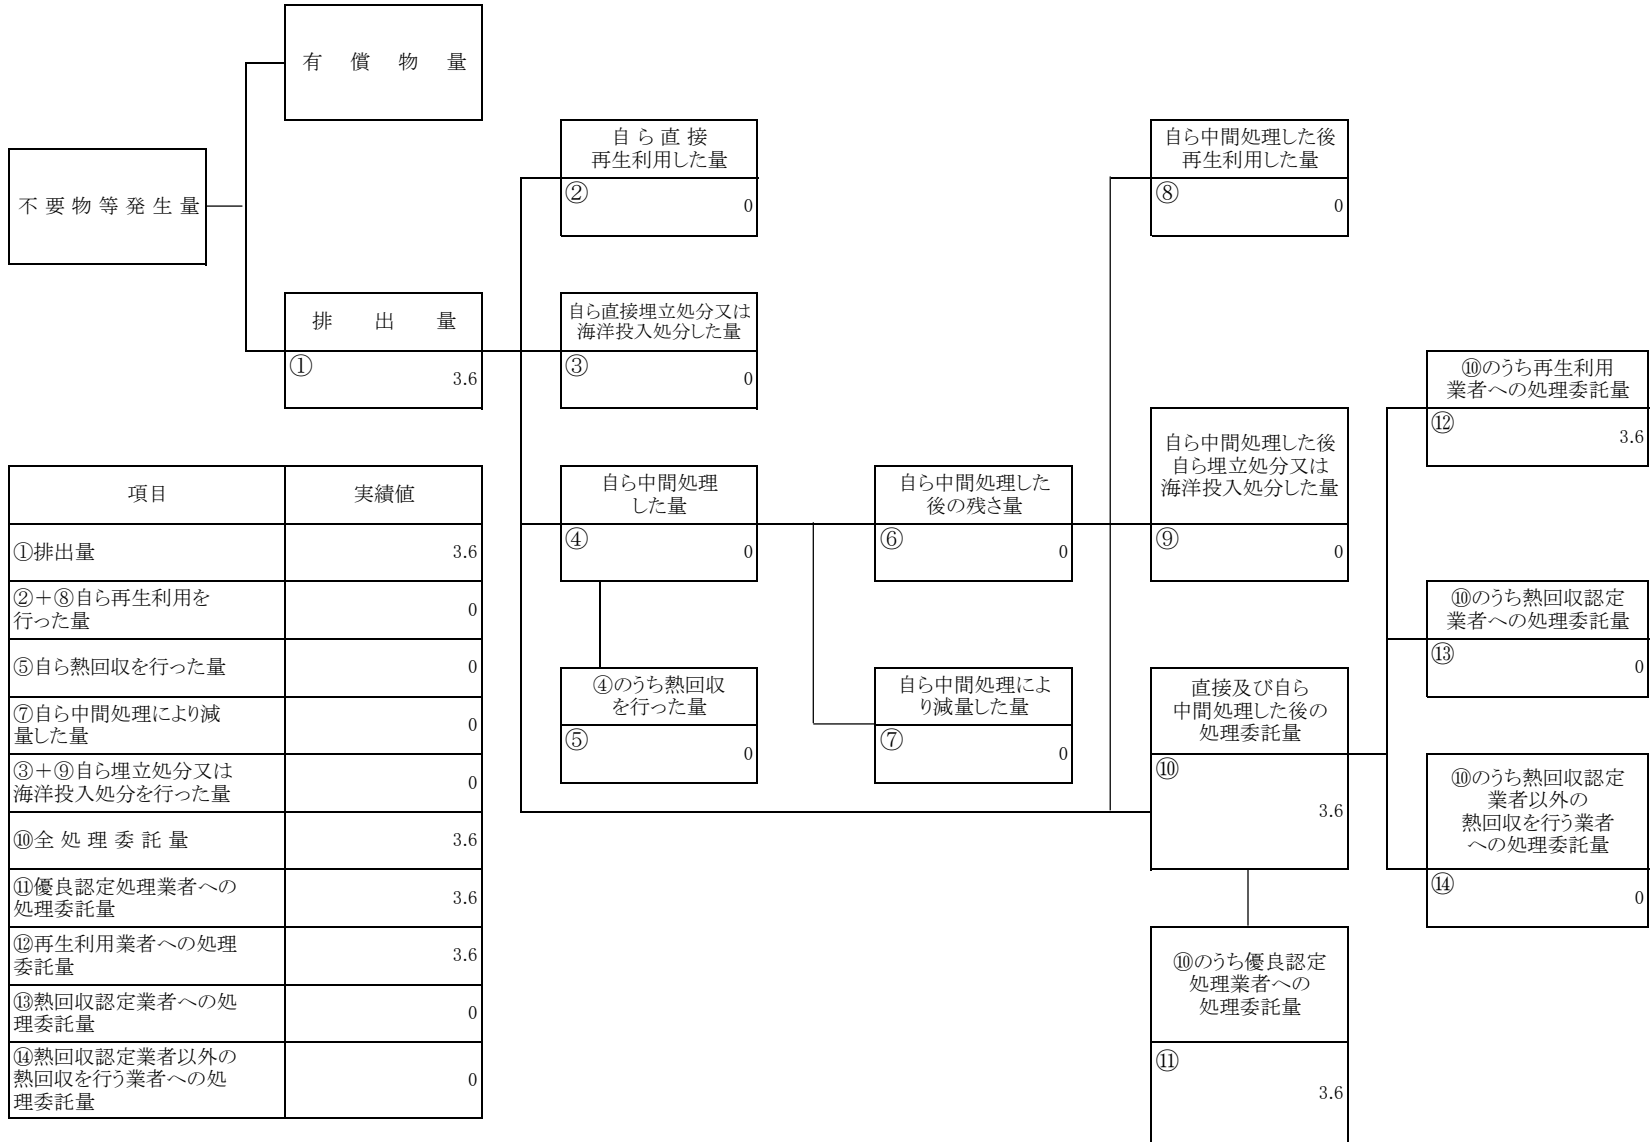 有 償 物 量
不 要 物 等 発 生 量
排 出 量
①
3.6
自 ら 直 接
再生利用した量
②
0
自ら直接埋立処分又は
海洋投入処分した量
③
0
自ら中間処理
した量
④
0
④のうち熱回収
を行った量
⑤
0
自ら中間処理した
後の残さ量
⑥
0
自ら中間処理によ
り減量した量
⑦
0
自ら中間処理した後
再生利用した量
⑧
0
自ら中間処理した後
自ら埋立処分又は
海洋投入処分した量
⑨
0
直接及び自ら
中間処理した後の
処理委託量
⑩
3.6
⑩のうち優良認定
処理業者への
処理委託量
⑪
3.6
⑩のうち再生利用
業者への処理委託量
⑫
3.6
⑩のうち熱回収認定
業者への処理委託量
⑬
0
⑩のうち熱回収認定
業者以外の
熱回収を行う業者
への処理委託量
⑭
0
項目 実績値
①排出量 3.6
②＋⑧自ら再生利用を
行った量 0
⑤自ら熱回収を行った量 0
⑦自ら中間処理により減
量した量 0
③＋⑨自ら埋立処分又は
海洋投入処分を行った量 0
⑩全 処 理 委 託 量 3.6
⑪優良認定処理業者への
処理委託量 3.6
⑫再生利用業者への処理
委託量 3.6
⑬熱回収認定業者への処
理委託量 0
⑭熱回収認定業者以外の
熱回収を行う業者への処
理委託量 0